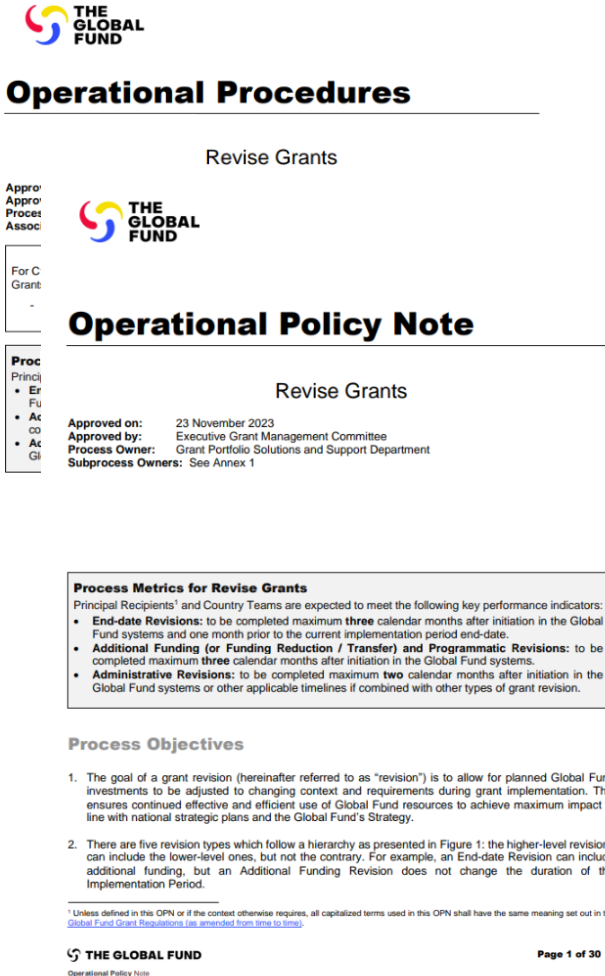 THE
GLOBAL
FUND
Operational Procedures
Revise Grants
For C
-
THE
GLOBAL
FUND
Operational Policy Note
Revise Grants
Approved on: 23 November 2023
Approved by: Executive Grant Management Committee
Process Owner: Grant Portfolio Solutions and Support Department
Subprocess Owners: See Annex 1
Process Metrics for Revise Grants
Principal Recipients¹ and Country Teams are expected to meet the following key performance indicators:
• End-date Revisions: to be completed maximum three calendar months after initiation in the Global
Fund systems and one month prior to the current implementation period end-date.
• Additional Funding (or Funding Reduction / Transfer) and Programmatic Revisions: to be
completed maximum three calendar months after initiation in the Global Fund systems.
• Administrative Revisions: to be completed maximum two calendar months after initiation in the
Global Fund systems or other applicable timelines if combined with other types of grant revision.
Process Objectives
1. The goal of a grant revision (hereinafter referred to as “revision”) is to allow for planned Global
investments to be adjusted to changing context and requirements during grant implementation.
ensures continued effective and efficient use of Global Fund resources to achieve maximum impact
line with national strategic plans and the Global Fund’s Strategy.
2. There are five revision types which follow a hierarchy as presented in Figure 1: the higher-level
can include the lower-level ones, but not the contrary. For example, an End-date Revision can
additional funding, but an Additional Funding Revision does not change the duration of
Implementation Period.
¹ Unless defined in this OPN or if the context otherwise requires, all capitalized terms used in this OPN shall have the same meaning set out in
Global Fund Grant Regulations (as amended from time to time).
THE GLOBAL FUND
Page 1 of 30
Operational Policy Note